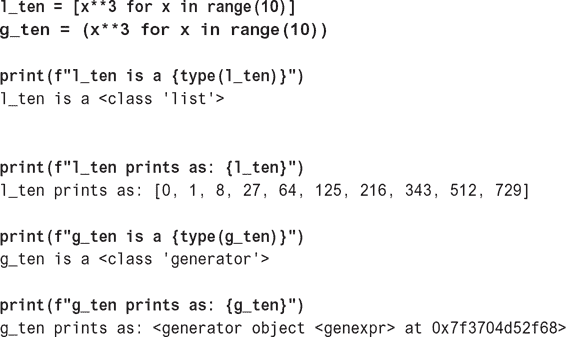 l_ten = [x**3 for x in range(10)]
g_ten = (x**3 for x in range(10))
print(f"l_ten is a {type(l_ten)}")
l_ten is a <class 'list'>
print(f"l_ten prints as: {l_ten}")
l_ten prints as: [0, 1, 8, 27, 64, 125, 216, 343, 512, 729]
print(f"g_ten is a {type(g_ten)}")
g_ten is a <class 'generator'>
print(f"g_ten prints as: {g_ten}")
g_ten prints as: <generator object <genexpr> at 0x7f3704d52f68>